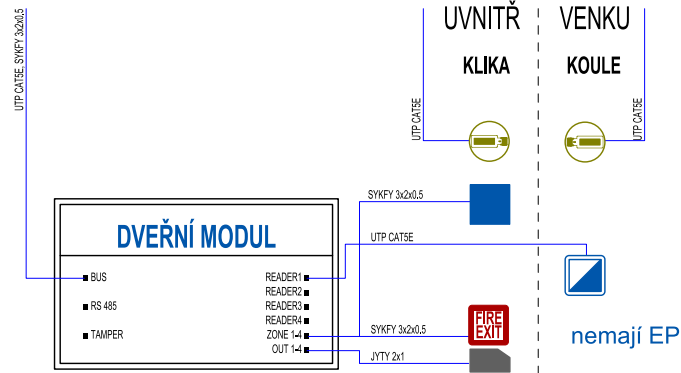 UTP CAT5E, SYKFY 3x2x0.5
UVNITŘ
VENKU
KLIKA
KOULE
UTP CAT5E
UTP CAT5E
SYKFY 3x2x0.5
DVEŘNÍ MODUL
UTP CAT5E
BUS
READER1
READER2
RS 485
READER3
READER4
TAMPER
ZONE 1-4
OUT 1-4
SYKFY 3x2x0.5
JYTY 2x1
FIRE
EXIT
nemají EP